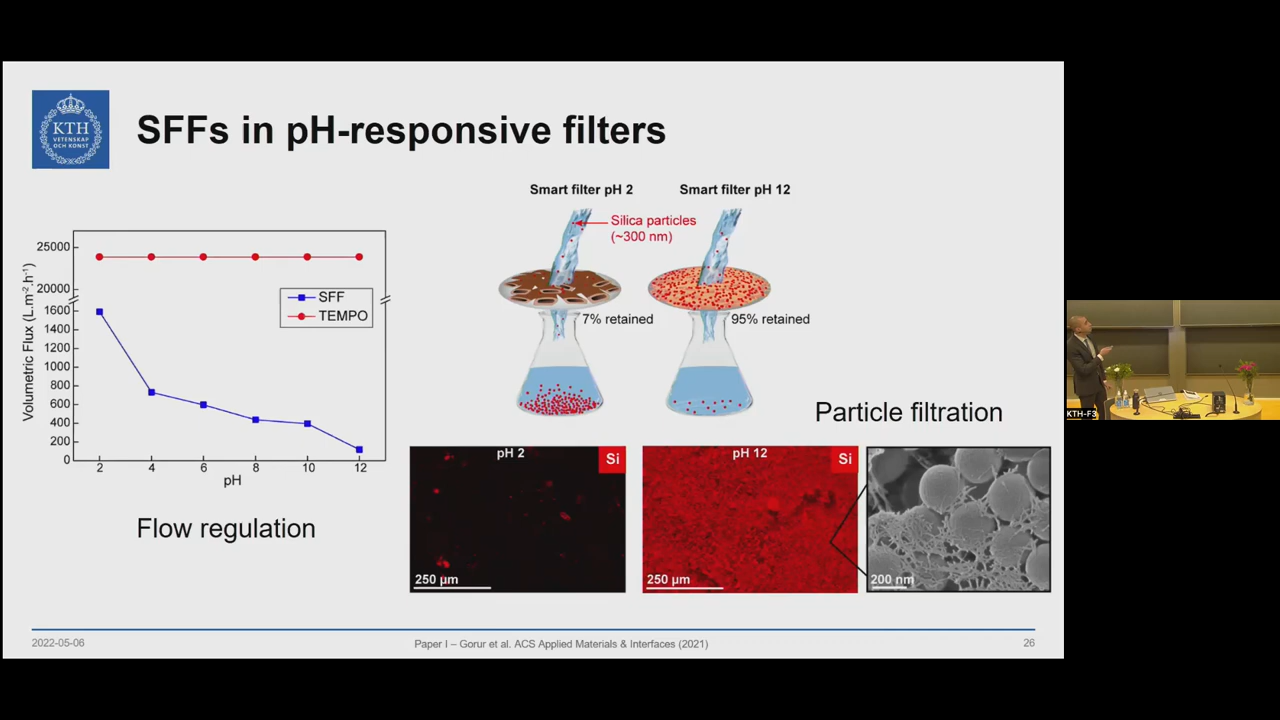 KTH
VETENSKAP
OCH KONST
SFFs in pH-responsive filters
Smart filter pH 2
Smart filter pH 12
Silica particles
(~300 nm)
7% retained
95% retained
Volumetric Flux (L.m⁻².h⁻¹)
25000
20000
1600
1400
1200
1000
800
600
400
200
0
SFF
TEMPO
2 4 6 8 10 12
pH
Flow regulation
Particle filtration
pH 2
Si
250 µm
pH 12
Si
250 µm
200 nm
2022-05-06
Paper I – Gorur et al. ACS Applied Materials & Interfaces (2021)
26
KTH-F3